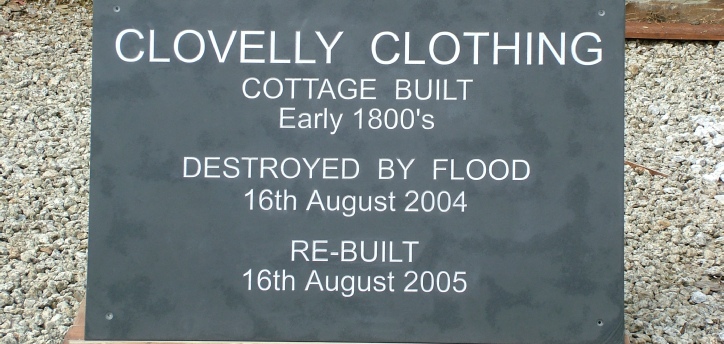 CLOVELLY CLOTHING
COTTAGE BUILT
Early 1800's
DESTROYED BY FLOOD
16th August 2004
RE-BUILT
16th August 2005